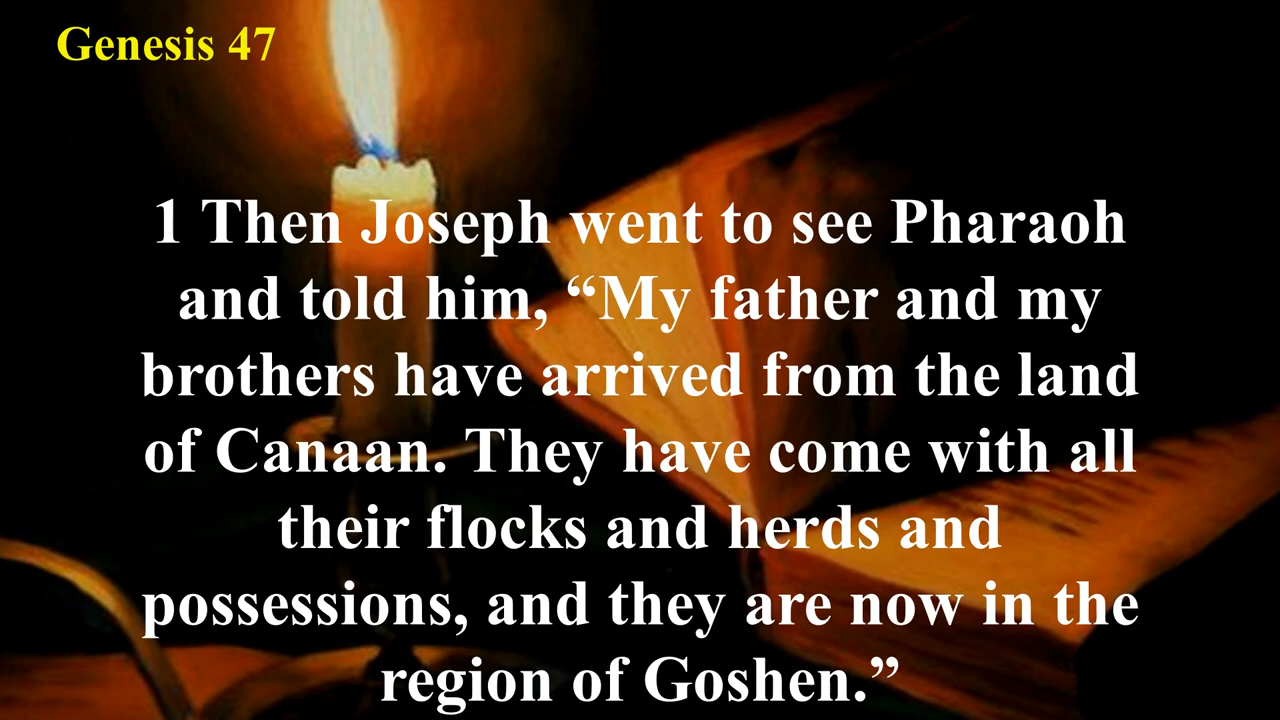 Genesis 47
1 Then Joseph went to see Pharaoh
and told him, “My father and my
brothers have arrived from the land
of Canaan. They have come with all
their flocks and herds and
possessions, and they are now in the
region of Goshen.”